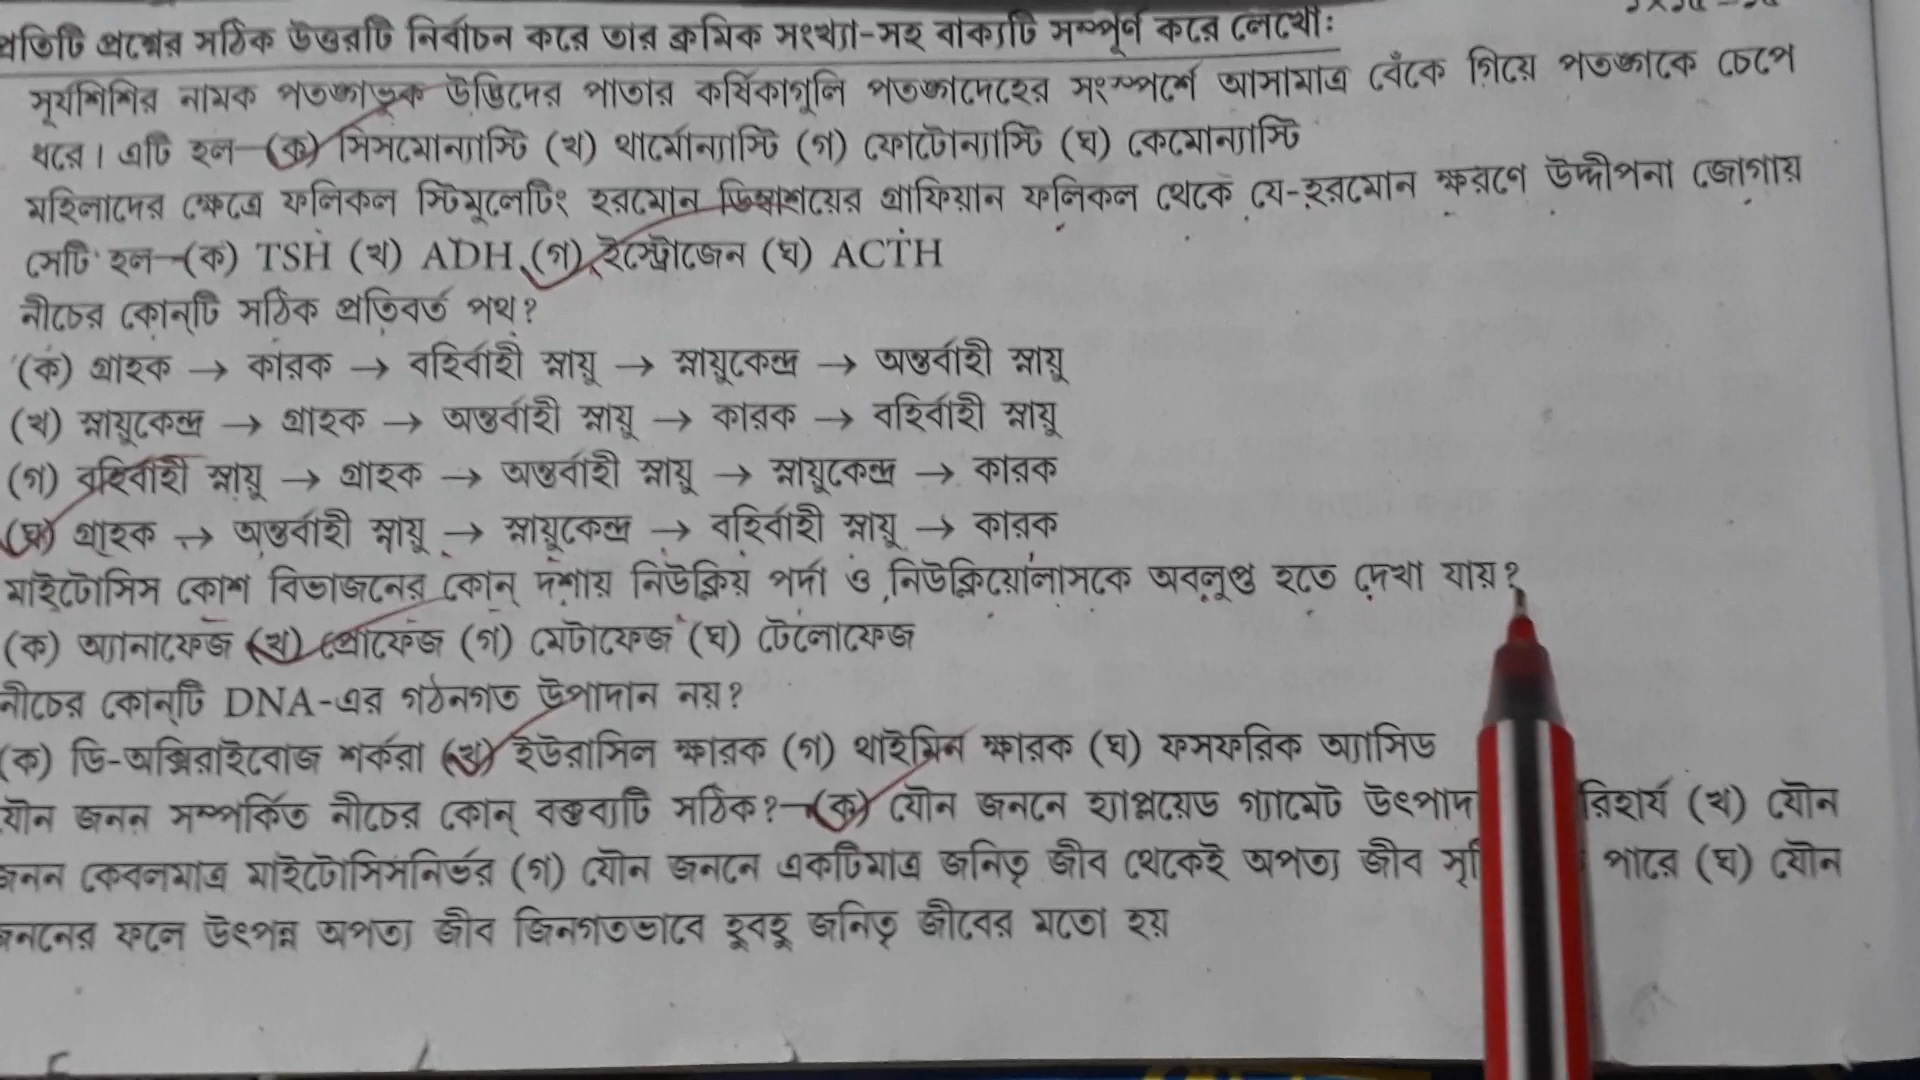 প্রতিটি প্রশ্নের সঠিক উত্তরটি নির্বাচন করে তার ক্রমিক সংখ্যা-সহ বাক্যটি সম্পূর্ণ করে লেখো:
সূর্যশিশির নামক পতঙ্গভুক উদ্ভিদের পাতার কর্ষিকাগুলি পতঙ্গদেহের সংস্পর্শে আসামাত্র বেঁকে গিয়ে পতঙ্গকে চেপে
ধরে। এটি হল—(ক) সিসমোন্যাস্টি (খ) থার্মোন্যাস্টি (গ) ফোটোন্যাস্টি (ঘ) কেমোন্যাস্টি
মহিলাদের ক্ষেত্রে ফলিকল স্টিমুলেটিং হরমোন ডিম্বাশয়ের গ্রাফিয়ান ফলিকল থেকে যে-হরমোন ক্ষরণে উদ্দীপনা জোগায়
সেটি হল—(ক) TSH (খ) ADH (গ) ইস্ট্রোজেন (ঘ) ACTH
নীচের কোন্‌টি সঠিক প্রতিবর্ত পথ?
(ক) গ্রাহক → কারক → বহির্বাহী স্নায়ু → স্নায়ুকেন্দ্র → অন্তর্বাহী স্নায়ু
(খ) স্নায়ুকেন্দ্র → গ্রাহক → অন্তর্বাহী স্নায়ু → কারক → বহির্বাহী স্নায়ু
(গ) বহির্বাহী স্নায়ু → গ্রাহক → অন্তর্বাহী স্নায়ু → স্নায়ুকেন্দ্র → কারক
(ঘ) গ্রাহক → অন্তর্বাহী স্নায়ু → স্নায়ুকেন্দ্র → বহির্বাহী স্নায়ু → কারক
মাইটোসিস কোশ বিভাজনের কোন্ দশায় নিউক্লিয় পর্দা ও নিউক্লিয়োলাসকে অবলুপ্ত হতে দেখা যায়?
(ক) অ্যানাফেজ (খ) প্রোফেজ (গ) মেটাফেজ (ঘ) টেলোফেজ
নীচের কোন্‌টি DNA-এর গঠনগত উপাদান নয়?
(ক) ডি-অক্সিরাইবোজ শর্করা (খ) ইউরাসিল ক্ষারক (গ) থাইমিন ক্ষারক (ঘ) ফসফরিক অ্যাসিড
যৌন জনন সম্পর্কিত নীচের কোন্ বক্তব্যটি সঠিক?—(ক) যৌন জননে হ্যাপ্লয়েড গ্যামেট উৎপাদ রিহার্য (খ) যৌন
জনন কেবলমাত্র মাইটোসিসনির্ভর (গ) যৌন জননে একটিমাত্র জনিতৃ জীব থেকেই অপত্য জীব সৃ পারে (ঘ) যৌন
জননের ফলে উৎপন্ন অপত্য জীব জিনগতভাবে হুবহু জনিতৃ জীবের মতো হয়